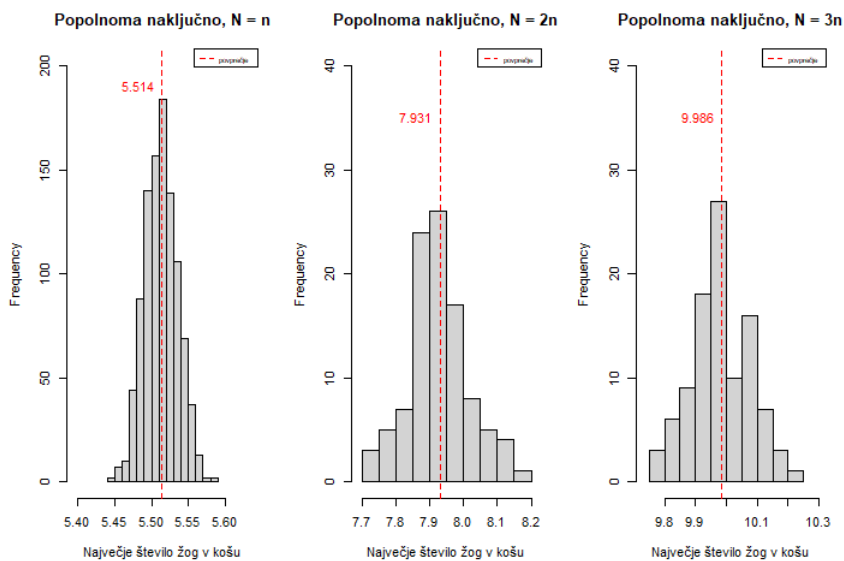 Popolnoma naključno, N = n
Popolnoma naključno, N = 2n
Popolnoma naključno, N = 3n
200
150
100
50
0
Frequency
5.514
povprečje
5.40
5.45
5.50
5.55
5.60
Največje število žog v košu
40
30
20
10
0
Frequency
7.931
povprečje
7.7
7.8
7.9
8.0
8.1
8.2
Največje število žog v košu
40
30
20
10
0
Frequency
9.986
povprečje
9.8
9.9
10.1
10.3
Največje število žog v košu